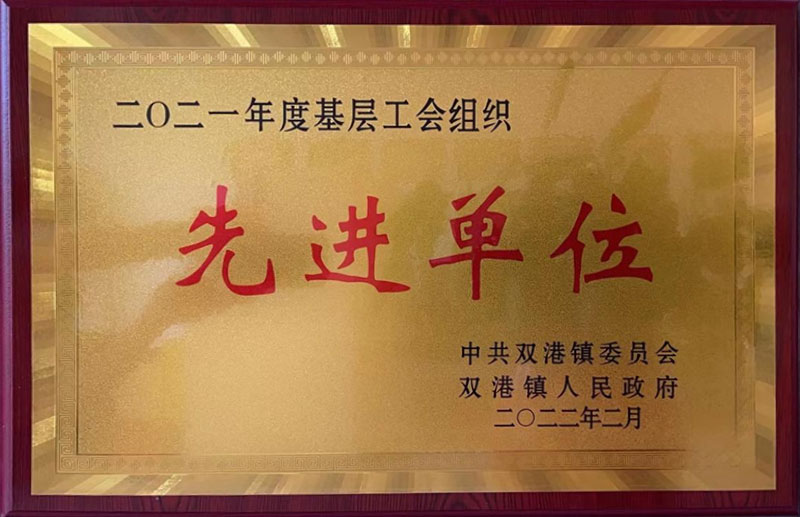 二〇二一年度基层工会组织
先进单位
中共双港镇委员会
双港镇人民政府
二〇二二年二月